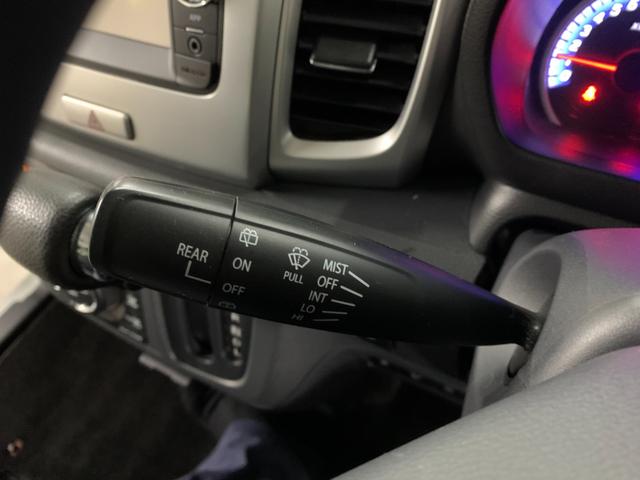 REAR
ON
OFF
PULL
MIST
OFF
INT
LO
HI